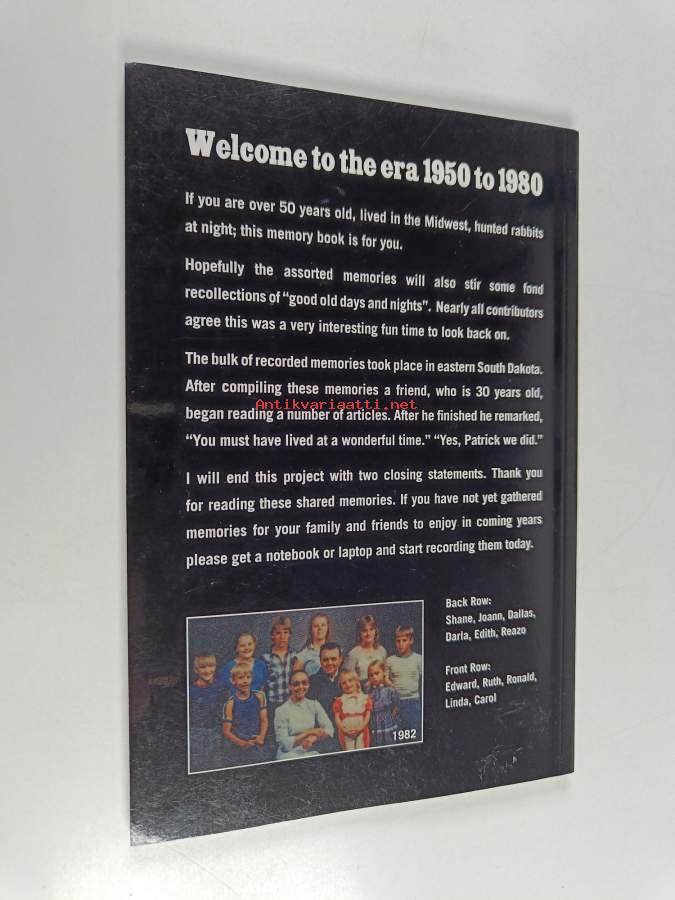 Welcome to the era 1950 to 1980
If you are over 50 years old, lived in the Midwest, hunted rabbits
at night; this memory book is for you.
Hopefully the assorted memories will also stir some fond
recollections of "good old days and nights". Nearly all contributors
agree this was a very interesting fun time to look back on.
The bulk of recorded memories took place in eastern South Dakota.
After compiling these memories a friend, who is 30 years old,
Antikvariaatti.net
began reading a number of articles. After he finished he remarked,
"You must have lived at a wonderful time." "Yes, Patrick we did."
I will end this project with two closing statements. Thank you
for reading these shared memories. If you have not yet gathered
memories for your family and friends to enjoy in coming years
please get a notebook or laptop and start recording them today.
Back Row:
Shane, Joann, Dallas,
Darla, Edith, Reazo
Front Row:
Edward, Ruth, Ronald,
Linda, Carol
1982